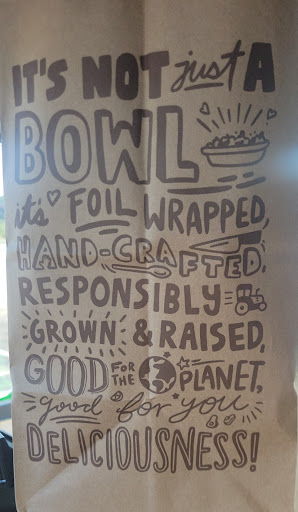 IT'S NOT just A
BOWL
it's FOIL WRAPPED,
HAND-CRAFTED,
RESPONSIBLY
GROWN & RAISED,
GOOD FOR THE PLANET,
good for you
DELICIOUSNESS!